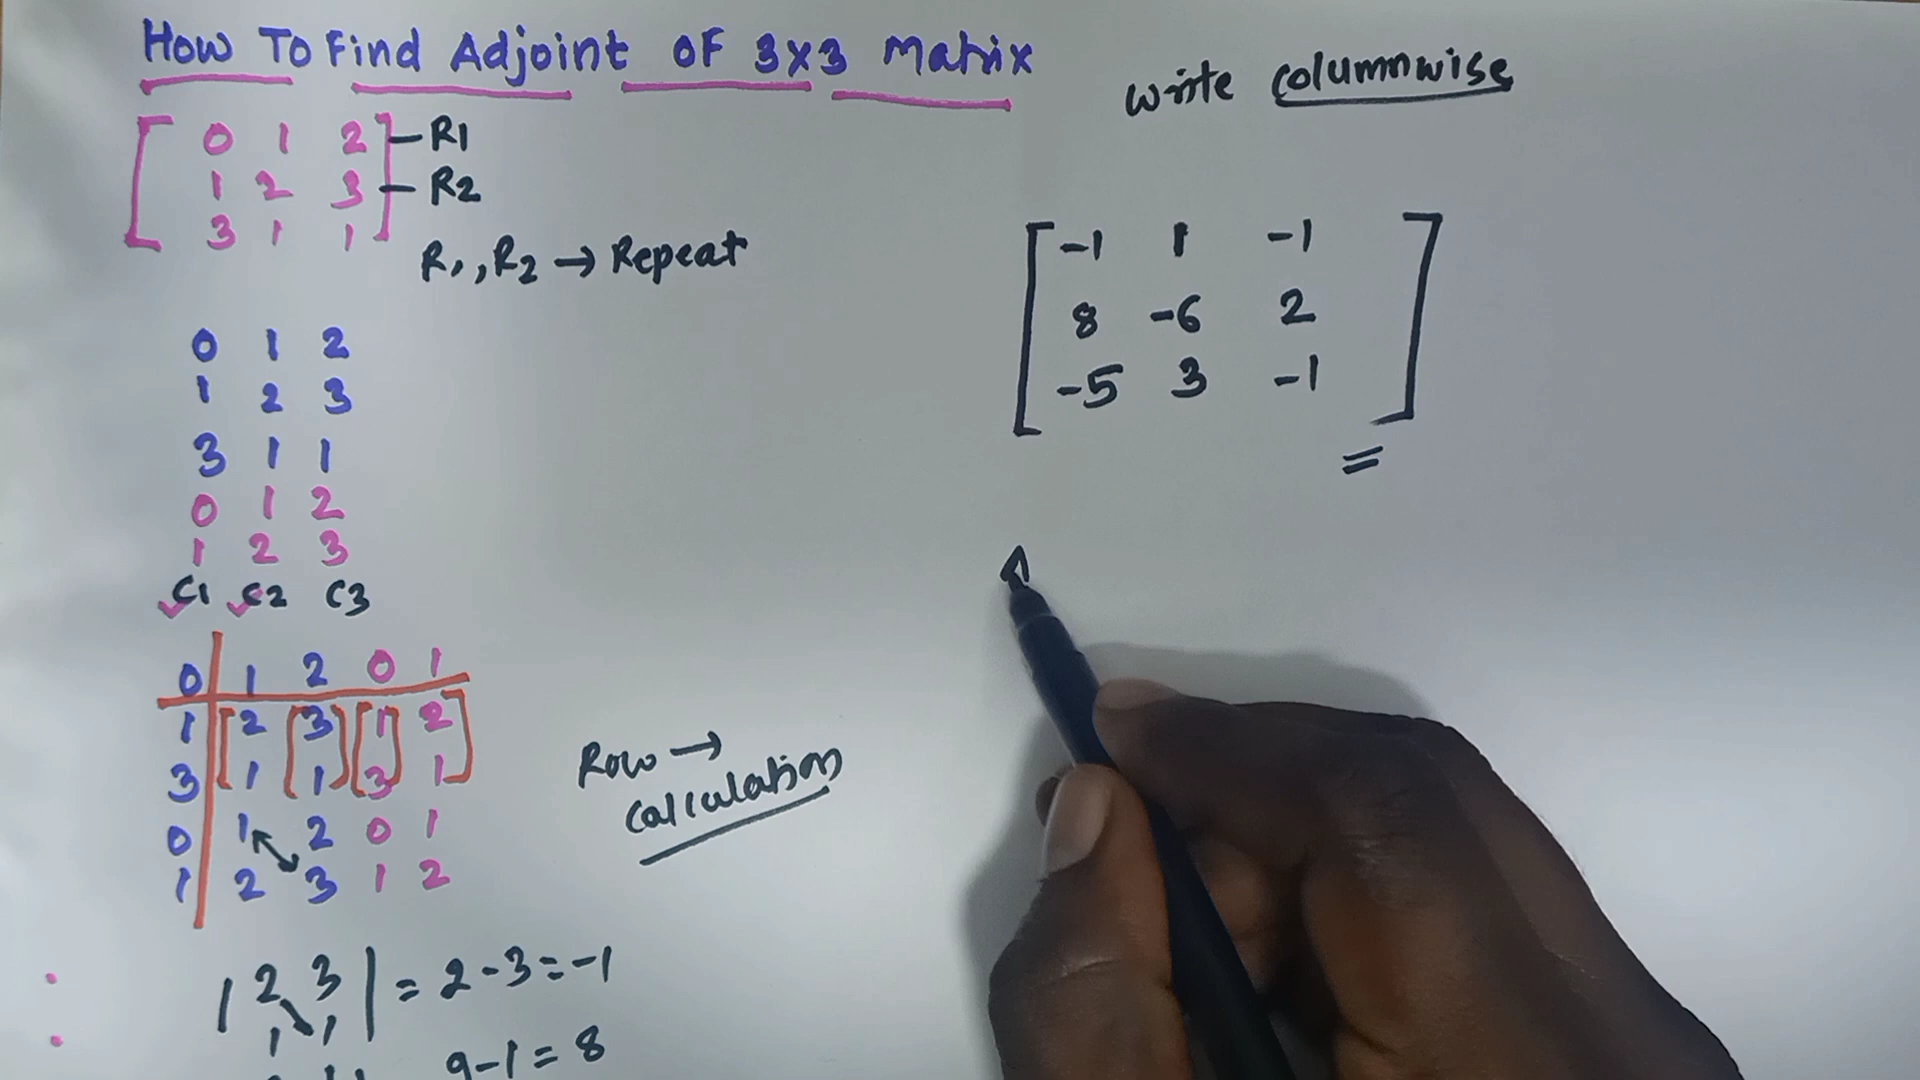 How To Find Adjoint OF 3x3 Matrix
write columnwise
0 1 2 - R1
1 2 3 - R2
3 1 1
R1, R2 → Repeat
0 1 2
1 2 3
3 1 1
0 1 2
1 2 3
C1 C2 C3
0 1 2 0 1
1 2 3 1 2
3 1 1 3 1
0 1 2 0 1
1 2 3 1 2
Row →
calculation
| 2 3 | = 2-3=-1
1 1
9-1=8
-1 1 -1
8 -6 2
-5 3 -1
=